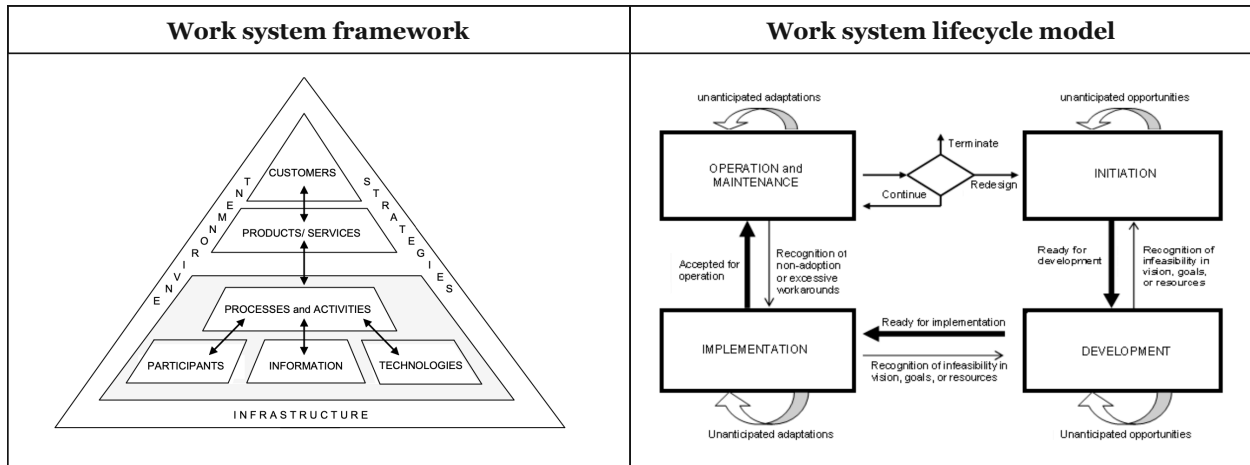 Work system framework
CUSTOMERS
PRODUCTS/ SERVICES
PROCESSES and ACTIVITIES
PARTICIPANTS
INFORMATION
TECHNOLOGIES
ENVIRONMENT
STRATEGIES
INFRASTRUCTURE
Work system lifecycle model
unanticipated adaptations
unanticipated opportunities
OPERATION and
MAINTENANCE
Terminate
Continue
Redesign
INITIATION
Accepted for
operation
Recognition of
non-adoption
or excessive
workarounds
Ready for
development
Recognition of
infeasibility in
vision, goals,
or resources
IMPLEMENTATION
Ready for implementation
Recognition of infeasibility in
vision, goals, or resources
DEVELOPMENT
Unanticipated adaptations
Unanticipated opportunities